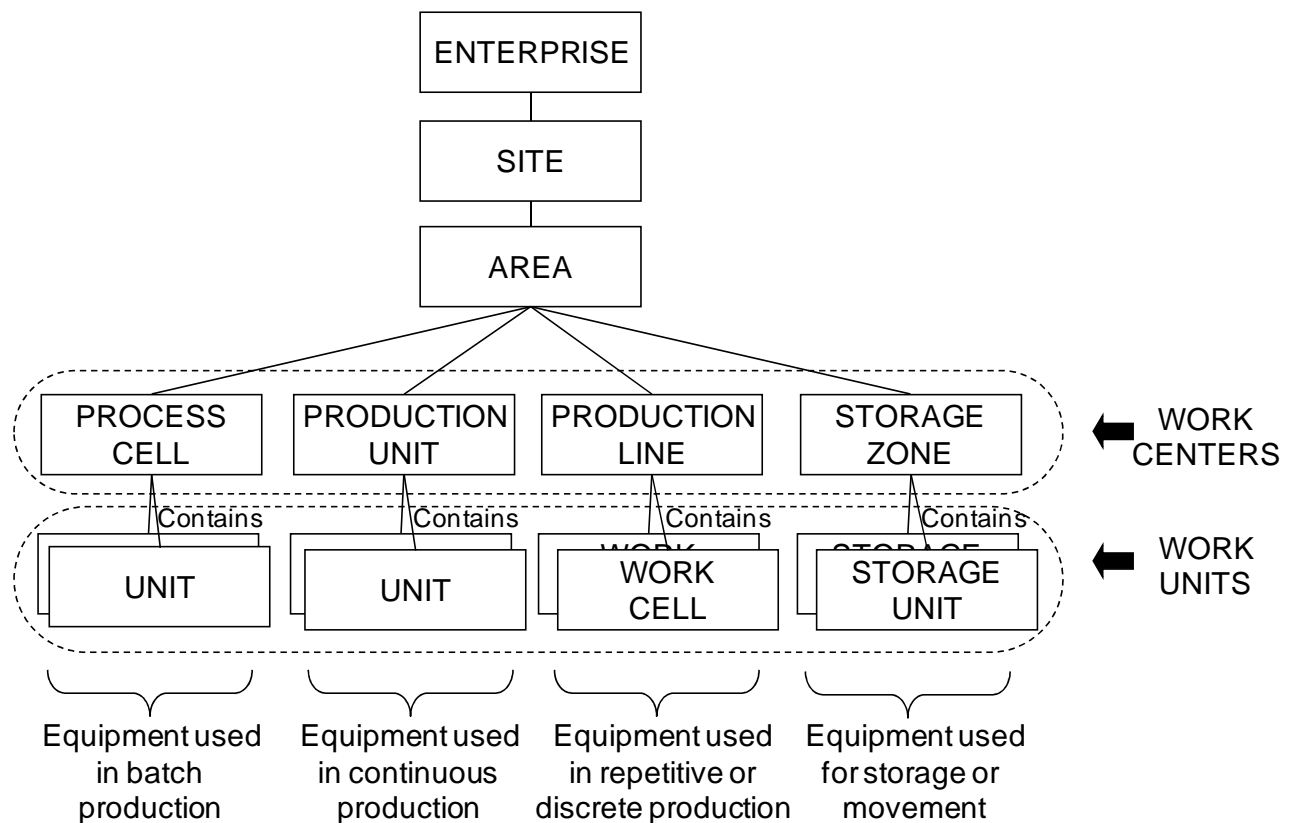 ENTERPRISE
SITE
AREA
PROCESS
CELL
PRODUCTION
UNIT
PRODUCTION
LINE
STORAGE
ZONE
WORK
CENTERS
Contains
Contains
Contains
Contains
UNIT
UNIT
WORK
WORK
CELL
STORAGE
STORAGE
UNIT
WORK
UNITS
Equipment used
in batch
production
Equipment used
in continuous
production
Equipment used
in repetitive or
discrete production
Equipment used
for storage or
movement